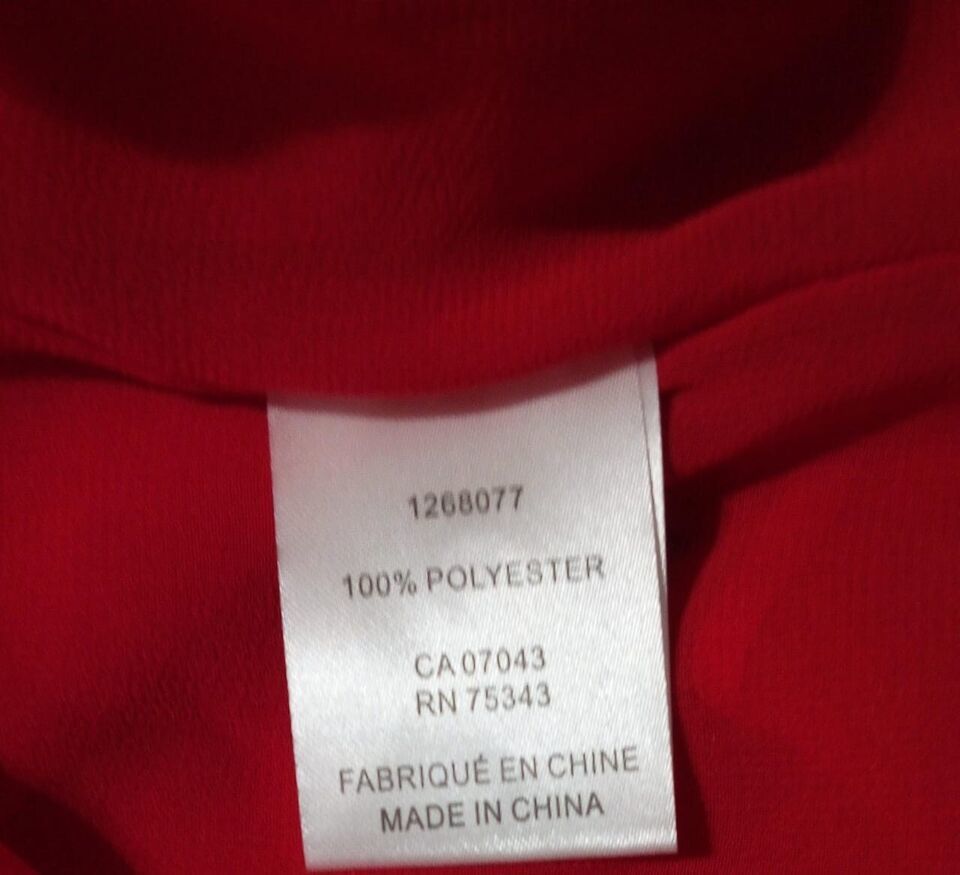 1268077
100% POLYESTER
CA 07043
RN 75343
FABRIQUÉ EN CHINE
MADE IN CHINA